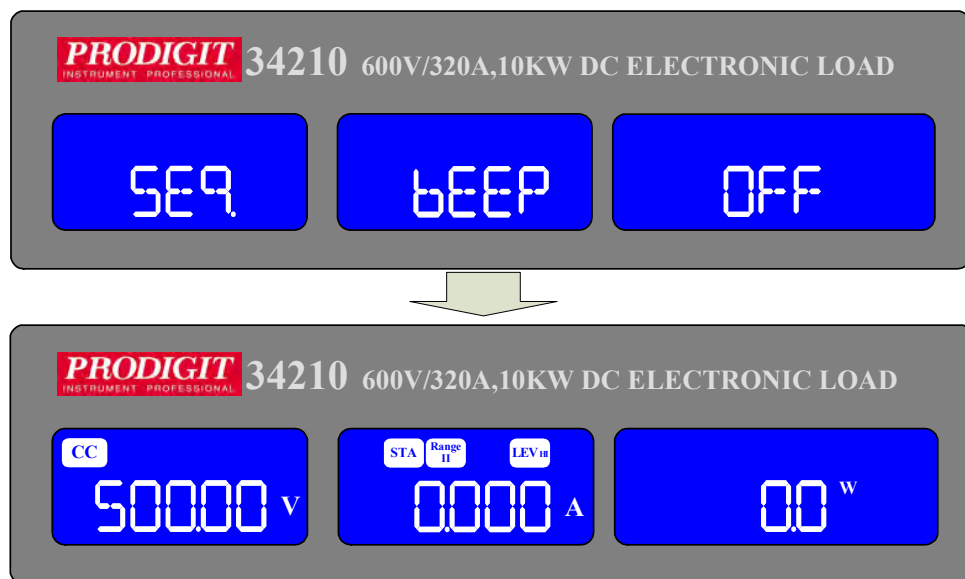 PRODIGIT
INSTRUMENT PROFESSIONAL
34210 600V/320A,10KW DC ELECTRONIC LOAD
SEq. bEEP OFF
PRODIGIT
INSTRUMENT PROFESSIONAL
34210 600V/320A,10KW DC ELECTRONIC LOAD
CC STA Range II LEV HI
500.00 V 0.000 A 0.0 W